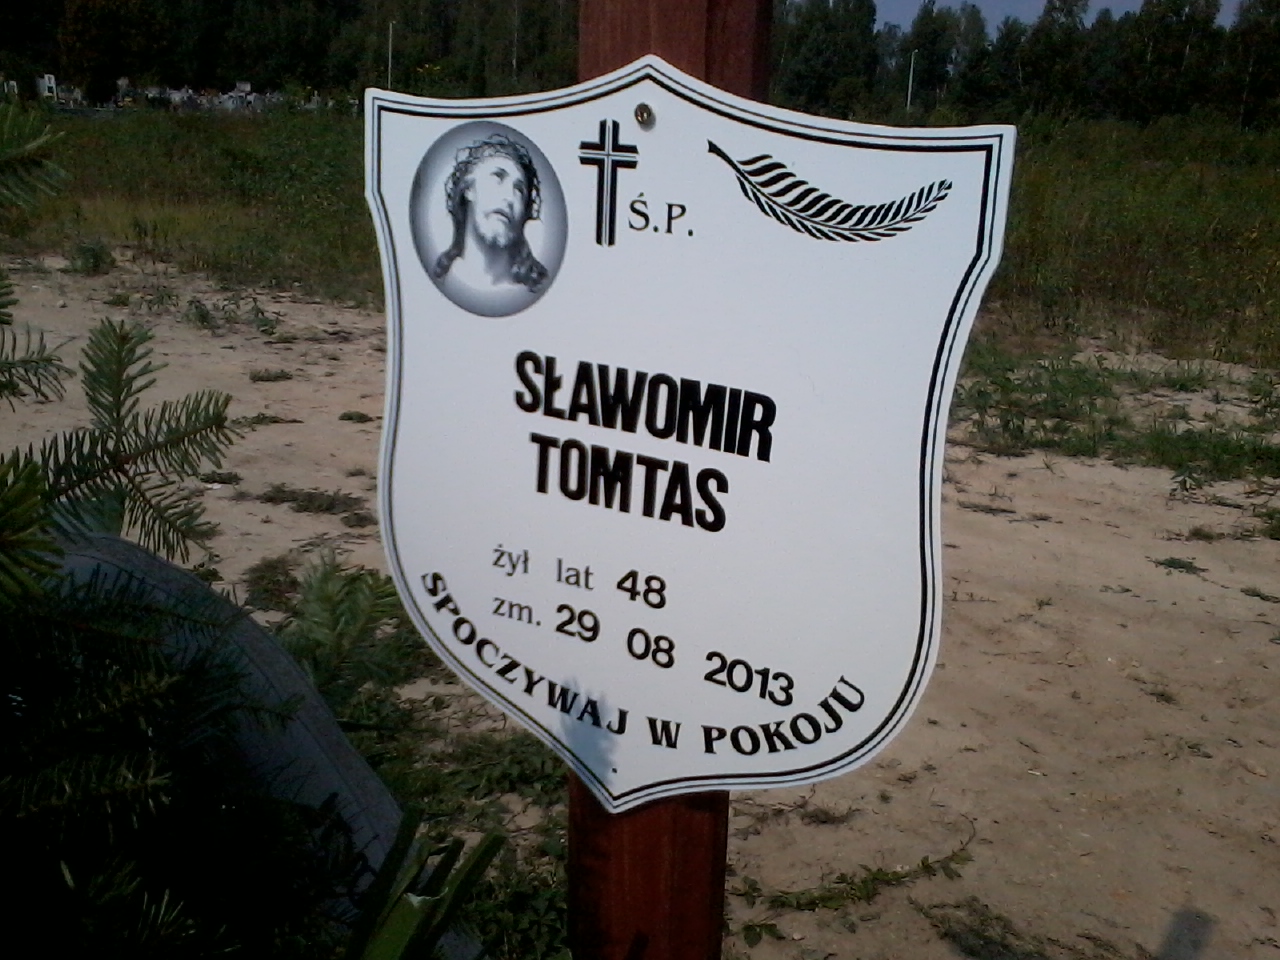 Ś.P.
SŁAWOMIR
TOMTAS
żył lat 48
zm. 29 08 2013
SPOCZYWAJ W POKOJU